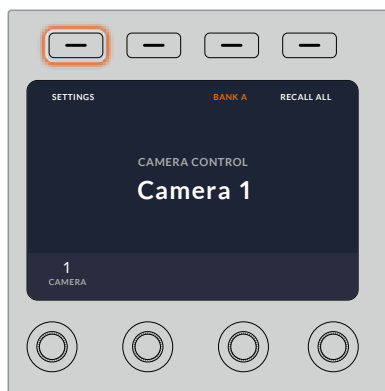 SETTINGS BANK A RECALL ALL
CAMERA CONTROL
Camera 1
1
CAMERA